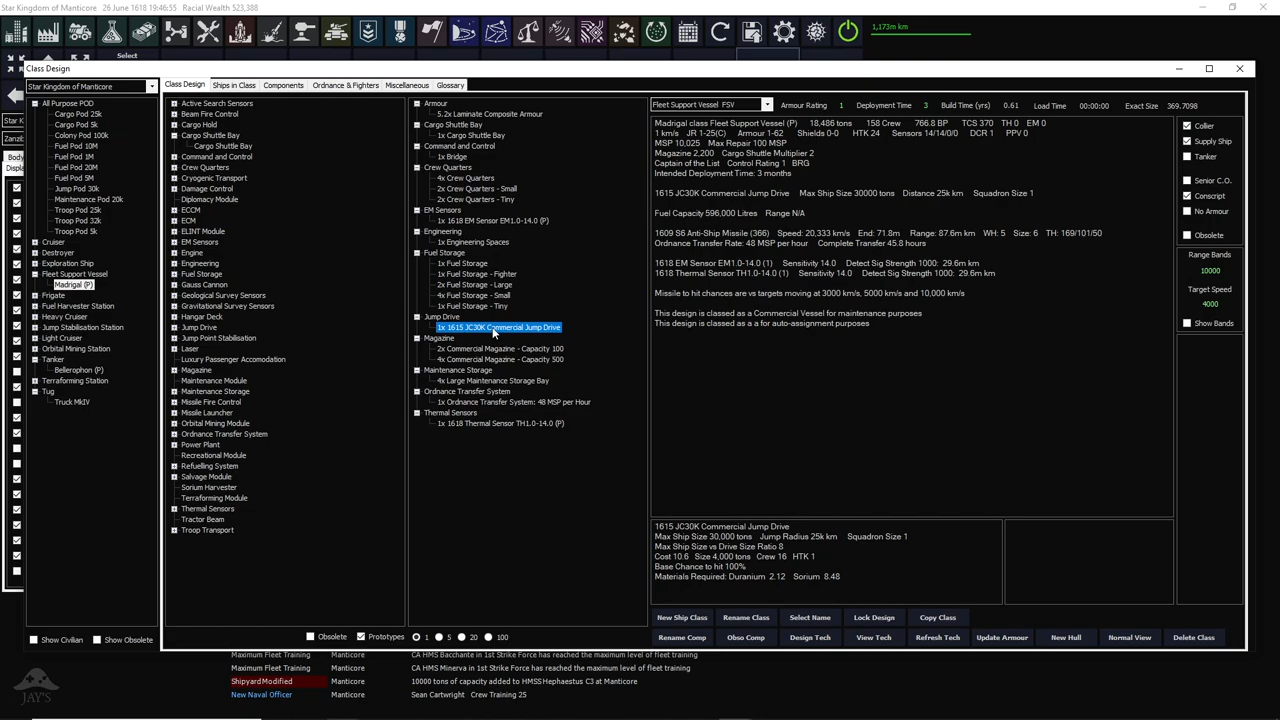 Star Kingdom of Manticore    26 June 1618 19:46:55    Racial Wealth 523,388
1,173m km
Select
Class Design
Star Kingdom of Manticore
Class Design  Ships in Class  Components  Ordnance & Fighters  Miscellaneous  Glossary
All Purpose POD
Cargo Pod 25k
Cargo Pod 5k
Colony Pod 100k
Fuel Pod 10M
Fuel Pod 1M
Fuel Pod 20M
Fuel Pod 5M
Jump Pod 30k
Maintenance Pod 20k
Troop Pod 25k
Troop Pod 32k
Troop Pod 5k
Cruiser
Destroyer
Exploration Ship
Fleet Support Vessel
Madrigal (P)
Frigate
Fuel Harvester Station
Heavy Cruiser
Jump Stabilisation Station
Light Cruiser
Orbital Mining Station
Tanker
Bellerophon (P)
Terraforming Station
Tug
Truck MkIV
Show Civilian  Show Obsolete
Active Search Sensors
Beam Fire Control
Cargo Hold
Cargo Shuttle Bay
Cargo Shuttle Bay
Command and Control
Crew Quarters
Cryogenic Transport
Damage Control
Diplomacy Module
ECCM
ECM
ELINT Module
EM Sensors
Engine
Engineering
Fuel Storage
Gauss Cannon
Geological Survey Sensors
Gravitational Survey Sensors
Hangar Deck
Jump Drive
Jump Point Stabilisation
Laser
Luxury Passenger Accomodation
Magazine
Maintenance Module
Maintenance Storage
Missile Fire Control
Missile Launcher
Orbital Mining Module
Ordnance Transfer System
Power Plant
Recreational Module
Refuelling System
Salvage Module
Sorium Harvester
Terraforming Module
Thermal Sensors
Tractor Beam
Troop Transport
Obsolete  Prototypes  1  5  20  100
Armour
5.2x Laminate Composite Armour
Cargo Shuttle Bay
1x Cargo Shuttle Bay
Command and Control
1x Bridge
Crew Quarters
4x Crew Quarters
2x Crew Quarters - Small
2x Crew Quarters - Tiny
EM Sensors
1x 1618 EM Sensor EM1.0-14.0 (P)
Engineering
1x Engineering Spaces
Fuel Storage
1x Fuel Storage
1x Fuel Storage - Fighter
2x Fuel Storage - Large
4x Fuel Storage - Small
1x Fuel Storage - Tiny
Jump Drive
1x 1615 JC30K Commercial Jump Drive
Magazine
2x Commercial Magazine - Capacity 100
4x Commercial Magazine - Capacity 500
Maintenance Storage
4x Large Maintenance Storage Bay
Ordnance Transfer System
1x Ordnance Transfer System: 48 MSP per Hour
Thermal Sensors
1x 1618 Thermal Sensor TH1.0-14.0 (P)
Fleet Support Vessel FSV  Armour Rating 1  Deployment Time 3  Build Time (yrs) 0.61  Load Time 00:00:00  Exact Size 369.7098
Madrigal class Fleet Support Vessel (P)  18,486 tons  158 Crew  766.8 BP  TCS 370  TH 0  EM 0
1 km/s  JR 1-25(C)  Armour 1-62  Shields 0-0  HTK 24  Sensors 14/14/0/0  DCR 1  PPV 0
MSP 10,025  Max Repair 100 MSP
Magazine 2,200  Cargo Shuttle Multiplier 2
Captain of the List  Control Rating 1  BRG
Intended Deployment Time: 3 months
1615 JC30K Commercial Jump Drive  Max Ship Size 30000 tons  Distance 25k km  Squadron Size 1
Fuel Capacity 596,000 Litres  Range N/A
1609 S6 Anti-Ship Missile (366)  Speed: 20,333 km/s  End: 71.8m  Range: 87.6m km  WH: 5  Size: 6  TH: 169/101/50
Ordnance Transfer Rate: 48 MSP per hour  Complete Transfer 45.8 hours
1618 EM Sensor EM1.0-14.0 (1)  Sensitivity 14.0  Detect Sig Strength 1000: 29.6m km
1618 Thermal Sensor TH1.0-14.0 (1)  Sensitivity 14.0  Detect Sig Strength 1000: 29.6m km
Missile to hit chances are vs targets moving at 3000 km/s, 5000 km/s and 10,000 km/s
This design is classed as a Commercial Vessel for maintenance purposes
This design is classed as a a for auto-assignment purposes
1615 JC30K Commercial Jump Drive
Max Ship Size 30,000 tons  Jump Radius 25k km  Squadron Size 1
Max Ship Size vs Drive Size Ratio 8
Cost 10.6  Size 4,000 tons  Crew 16  HTK 1
Base Chance to hit 100%
Materials Required: Duranium 2.12  Sorium 8.48
Collier
Supply Ship
Tanker
Senior C.O.
Conscript
No Armour
Obsolete
Range Bands
10000
Target Speed
4000
Show Bands
New Ship Class  Rename Class  Select Name  Lock Design  Copy Class
Rename Comp  Obso Comp  Design Tech  View Tech  Refresh Tech  Update Armour  New Hull  Normal View  Delete Class
Maximum Fleet Training  Manticore  CA HMS Artemis in 1st Strike Force has reached the maximum level of fleet training
Maximum Fleet Training  Manticore  CA HMS Minerva in 1st Strike Force has reached the maximum level of fleet training
Shipyard Modified  Manticore  10000 tons of capacity added to HMSS Hephaestus C3 at Manticore
New Naval Officer  Manticore  Sean Cartwright  Crew Training 25
JAY'S